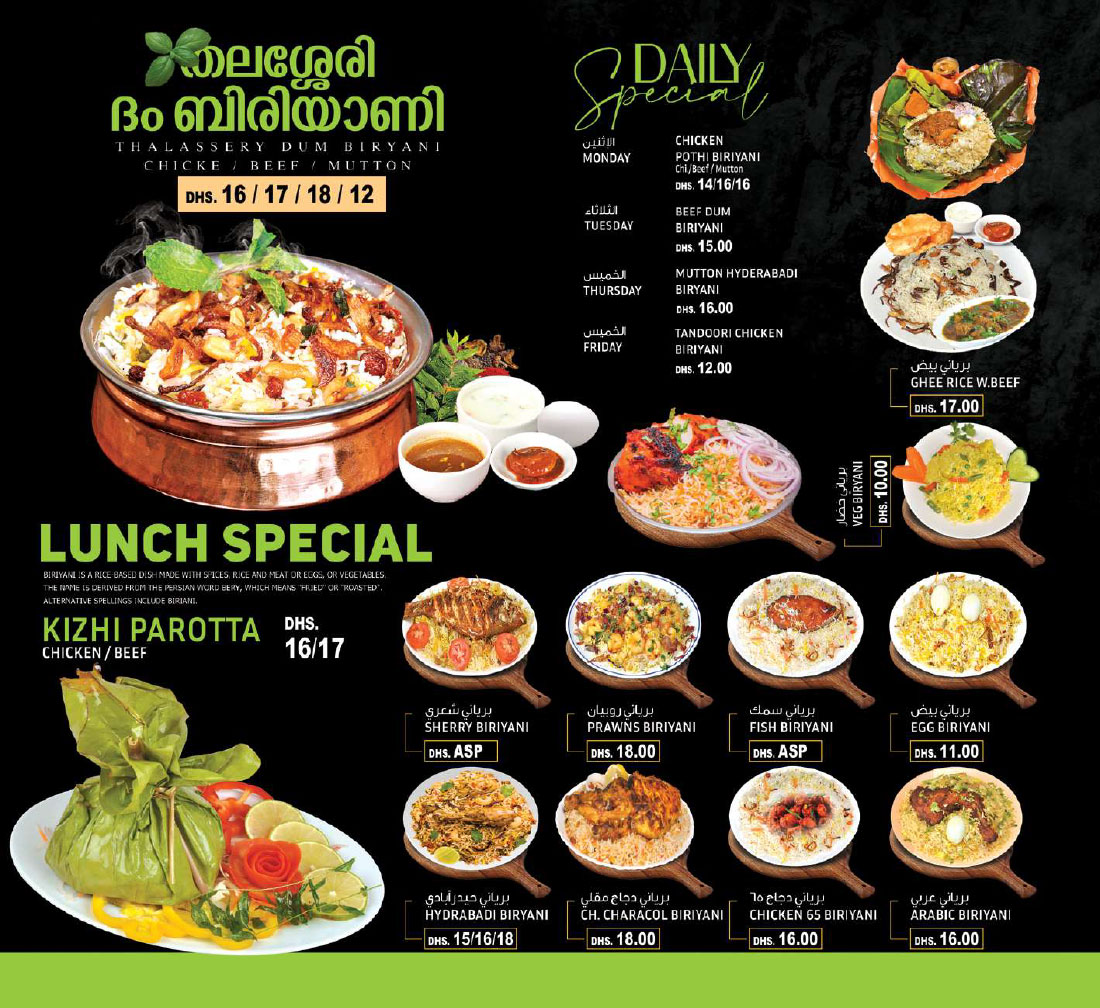 തലശ്ശേരി
ദം ബിരിയാണി
THALASSERY DUM BIRYANI
CHICKE / BEEF / MUTTON
DHS. 16 / 17 / 18 / 12
DAILY
Special
الإثنين
MONDAY
CHICKEN
POTHI BIRIYANI
Chi./Beef / Mutton
DHS. 14/16/16
الثلاثاء
TUESDAY
BEEF DUM
BIRIYANI
DHS. 15.00
الخميس
THURSDAY
MUTTON HYDERABADI
BIRYANI
DHS. 16.00
الخميس
FRIDAY
TANDOORI CHICKEN
BIRIYANI
DHS. 12.00
برياني بيض
GHEE RICE W.BEEF
DHS. 17.00
برياني خضار
VEG BIRYANI
DHS. 10.00
LUNCH SPECIAL
BIRIYANI IS A RICE-BASED DISH MADE WITH SPICES, RICE AND MEAT OR EGGS, OR VEGETABLES.
THE NAME IS DERIVED FROM THE PERSIAN WORD BERY, WHICH MEANS "FRIED" OR "ROASTED".
ALTERNATIVE SPELLINGS INCLUDE BIRIANI.
KIZHI PAROTTA
CHICKEN / BEEF
DHS.
16/17
برياني شعري
SHERRY BIRIYANI
DHS. ASP
برياني روبيان
PRAWNS BIRIYANI
DHS. 18.00
برياني سمك
FISH BIRIYANI
DHS. ASP
برياني بيض
EGG BIRIYANI
DHS. 11.00
برياني حيدر آبادي
HYDRABADI BIRYANI
DHS. 15/16/18
برياني دجاج مقلي
CH. CHARACOL BIRIYANI
DHS. 18.00
برياني دجاج ٦٥
CHICKEN 65 BIRIYANI
DHS. 16.00
برياني عربي
ARABIC BIRIYANI
DHS. 16.00